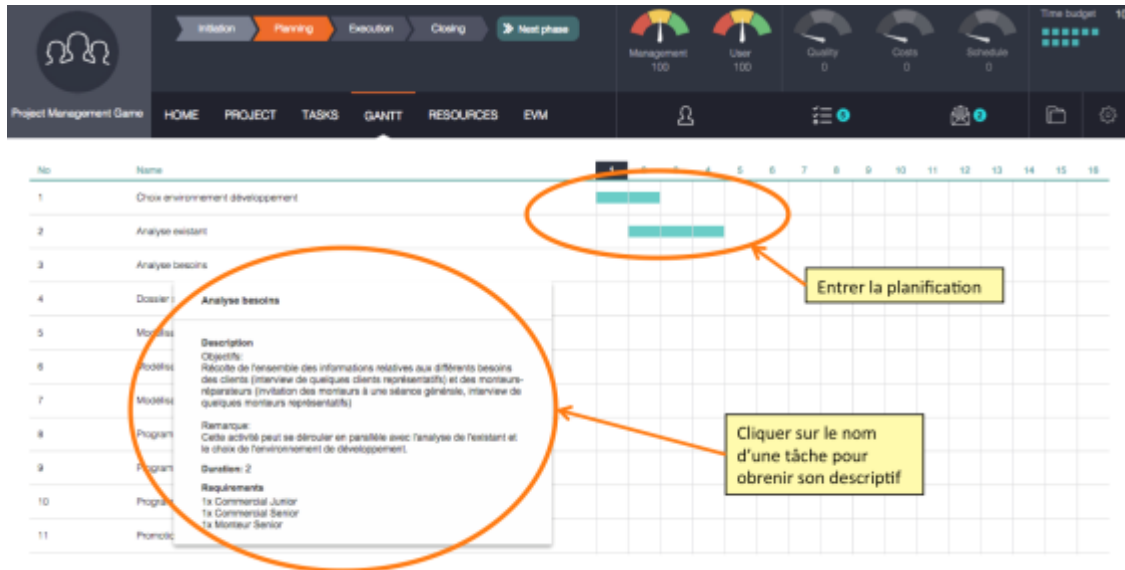 Initiation Planning Execution Closing Next phase
Management
100
User
100
Quality
0
Costs
0
Schedule
0
Time budget 10
Project Management Game
HOME PROJECT TASKS GANTT RESOURCES EVM
No Name 1 2 3 4 5 6 7 8 9 10 11 12 13 14 15 16
1 Choix environnement développement
2 Analyse existant
3 Analyse besoins
4 Dossier
5
6
7
8
9
10
11
Analyse besoins
Description
Objectifs:
Récolte de l'ensemble des informations relatives aux différents besoins
des clients (interview de quelques clients représentatifs) et des monteurs-
réparateurs (invitation des monteurs à une séance générale, interview de
quelques monteurs représentatifs)
Remarque:
Cette activité peut se dérouler en parallèle avec l'analyse de l'existant et
le choix de l'environnement de développement.
Duration: 2
Requirements
1x Commercial Junior
1x Commercial Senior
1x Monteur Senior
Entrer la planification
Cliquer sur le nom
d'une tâche pour
obrenir son descriptif